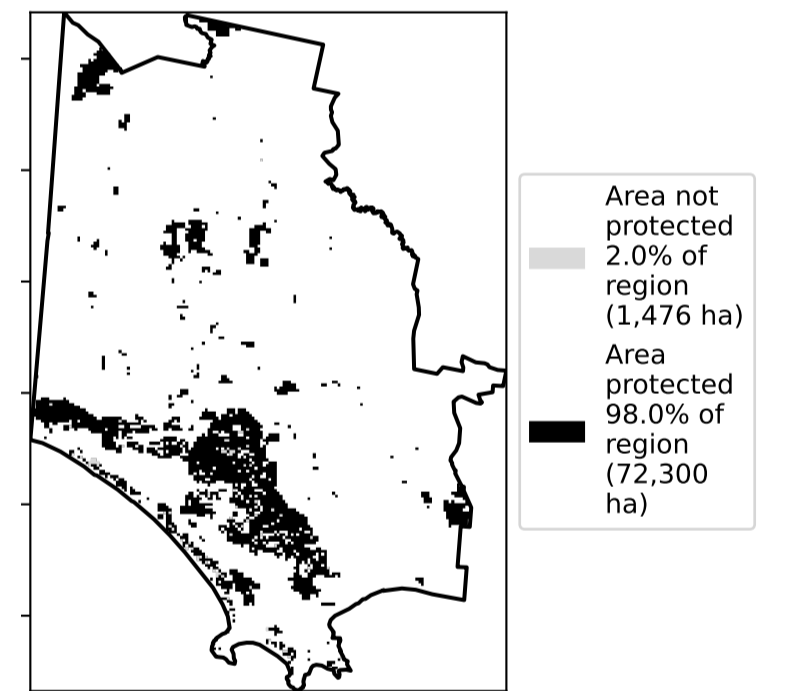 Area not
protected
2.0% of
region
(1,476 ha)
Area
protected
98.0% of
region
(72,300
ha)